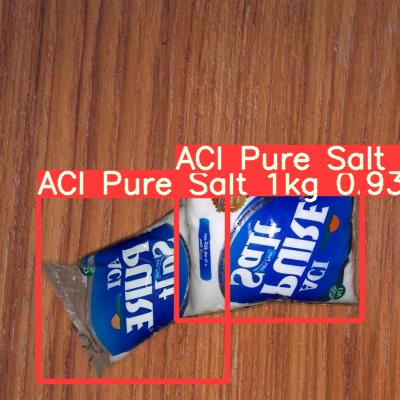 ACI Pure Salt
ACI Pure Salt 1kg 0.93
ACI
PURE
Salt
Salt
PURE
ACI